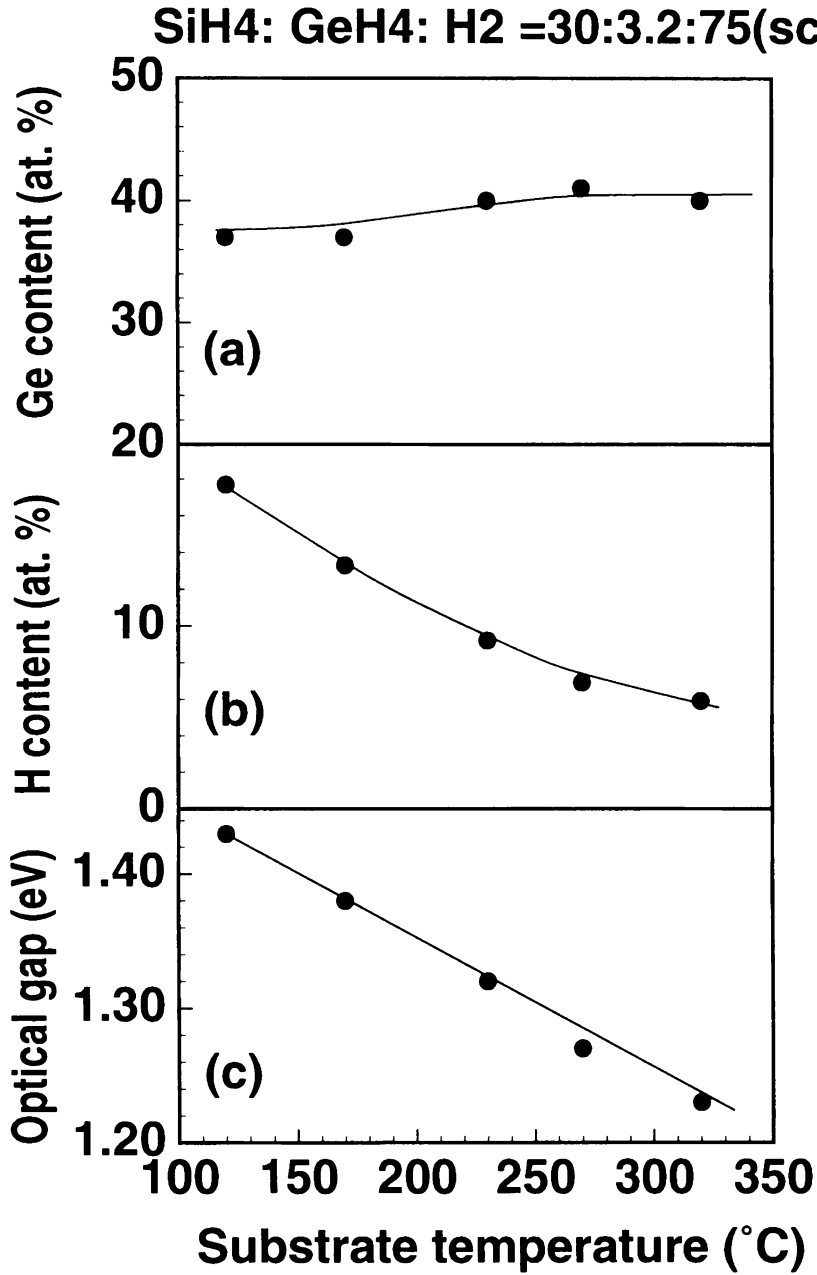 SiH4: GeH4: H2 =30:3.2:75(sc
Ge content (at. %)
50
40
30
20
(a)
H content (at. %)
10
0
(b)
Optical gap (eV)
1.40
1.30
1.20
(c)
100 150 200 250 300 350
Substrate temperature (°C)